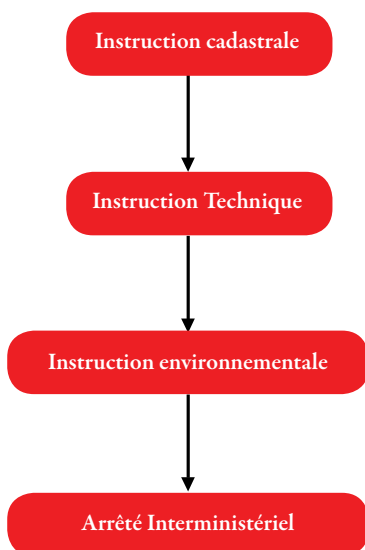 Instruction cadastrale
Instruction Technique
Instruction environnementale
Arrêté Interministériel